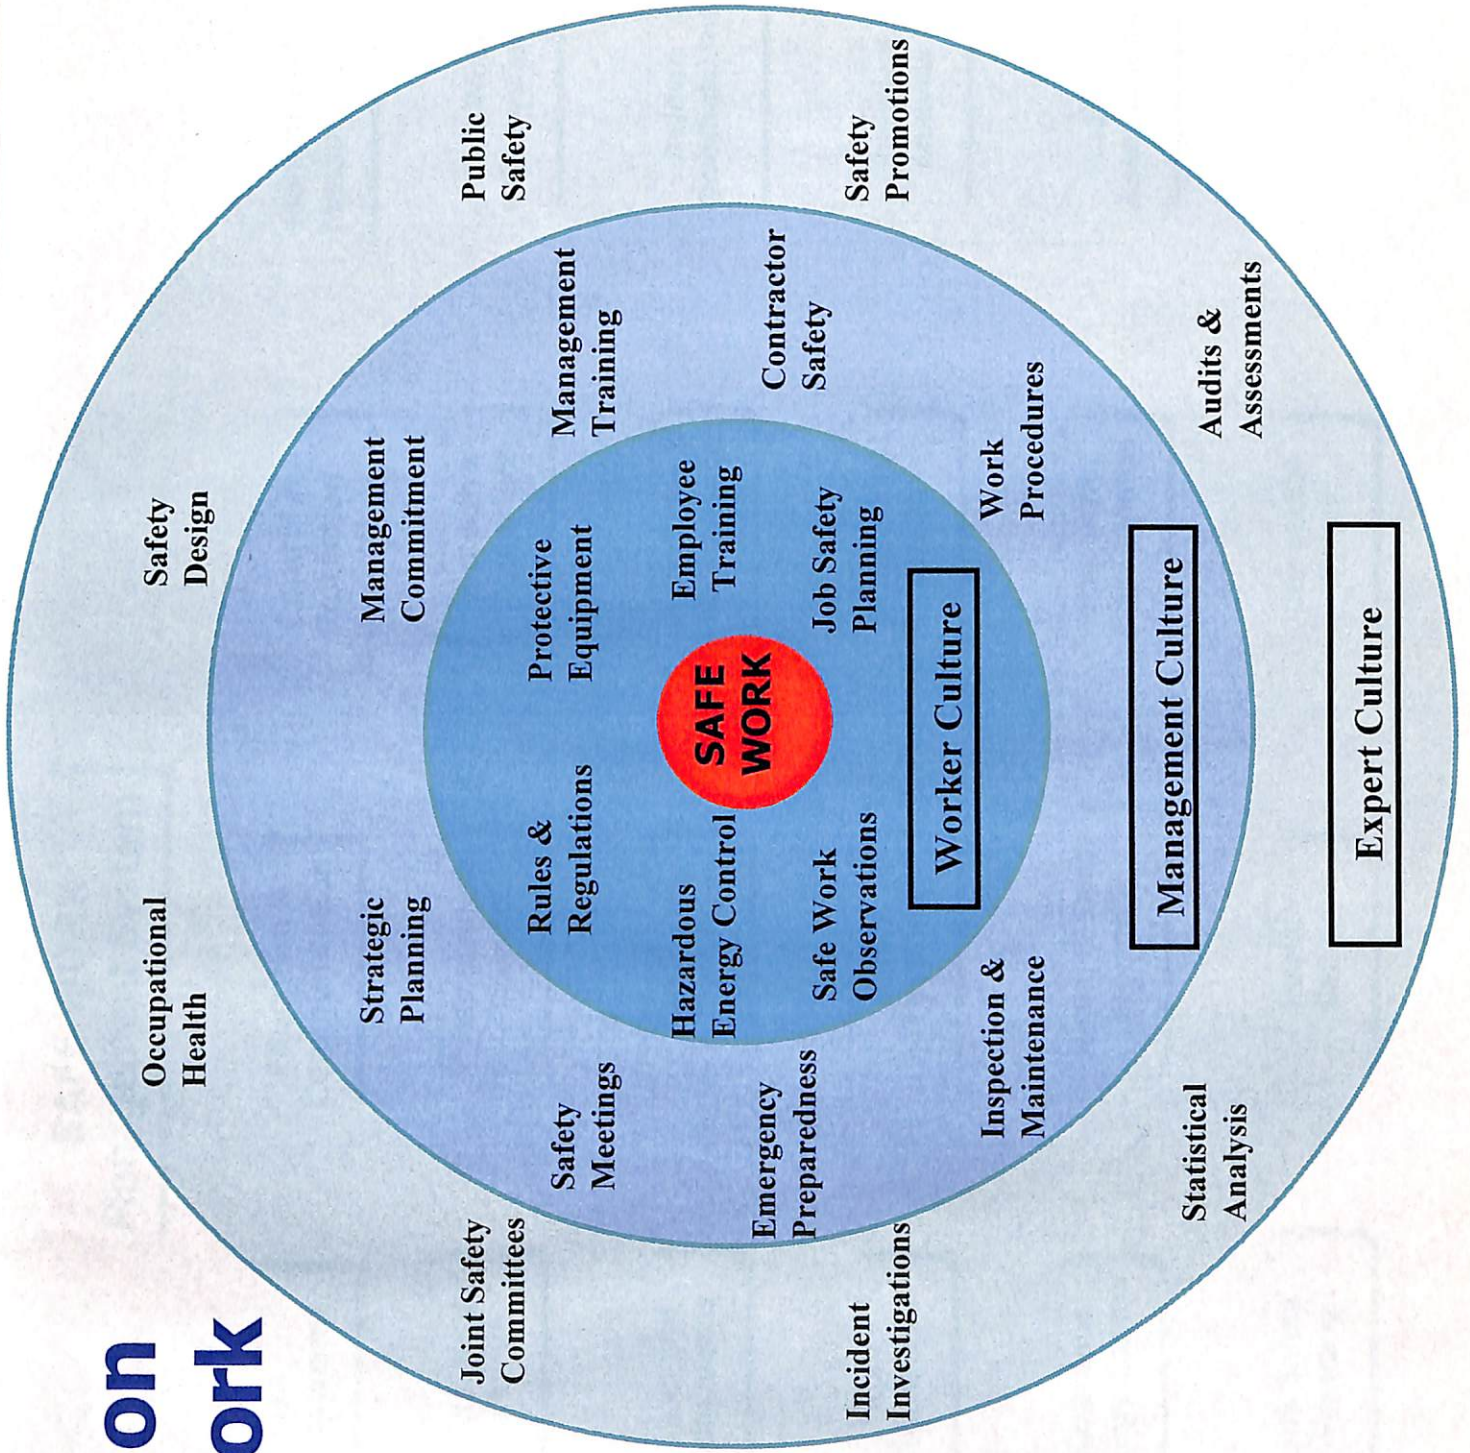 on
ork
Occupational
Health
Safety
Design
Joint Safety
Committees
Public
Safety
Incident
Investigations
Safety
Promotions
Statistical
Analysis
Audits &
Assessments
Expert Culture
Strategic
Planning
Management
Commitment
Safety
Meetings
Management
Training
Emergency
Preparedness
Contractor
Safety
Inspection &
Maintenance
Work
Procedures
Management Culture
Rules &
Regulations
Protective
Equipment
Hazardous
Energy Control
Employee
Training
Safe Work
Observations
Job Safety
Planning
Worker Culture
SAFE
WORK